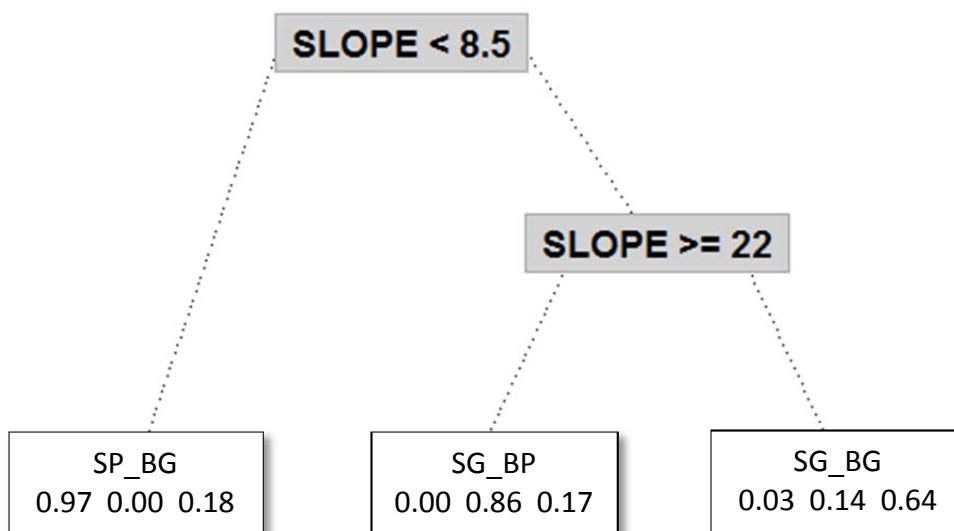 SLOPE < 8.5
SLOPE >= 22
SP_BG
0.97 0.00 0.18
SG_BP
0.00 0.86 0.17
SG_BG
0.03 0.14 0.64